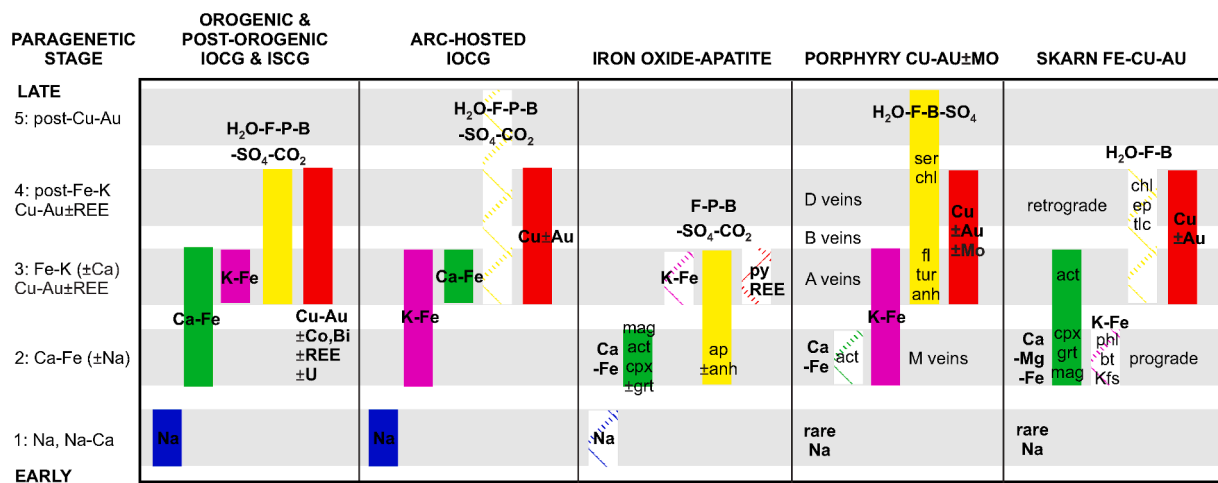 PARAGENETIC
STAGE
OROGENIC &
POST-OROGENIC
IOCG & ISCG
ARC-HOSTED
IOCG
IRON OXIDE-APATITE
PORPHYRY CU-AU±MO
SKARN FE-CU-AU
LATE
5: post-Cu-Au
4: post-Fe-K
Cu-Au±REE
3: Fe-K (±Ca)
Cu-Au±REE
2: Ca-Fe (±Na)
1: Na, Na-Ca
EARLY
H₂O-F-P-B
-SO₄-CO₂
K-Fe
Ca-Fe
Cu-Au
±Co,Bi
±REE
±U
Na
H₂O-F-P-B
-SO₄-CO₂
Cu±Au
Ca-Fe
K-Fe
Na
F-P-B
-SO₄-CO₂
K-Fe
py
REE
mag
act
cpx
±grt
Ca
-Fe
ap
±anh
Na
H₂O-F-B-SO₄
ser
chl
D veins
B veins
A veins
M veins
Cu
±Au
±Mo
fl
tur
anh
K-Fe
Ca
-Fe
act
rare
Na
H₂O-F-B
chl
ep
tlc
retrograde
Cu
±Au
act
cpx
grt
mag
Ca
-Mg
-Fe
K-Fe
phl
bt
Kfs
prograde
rare
Na